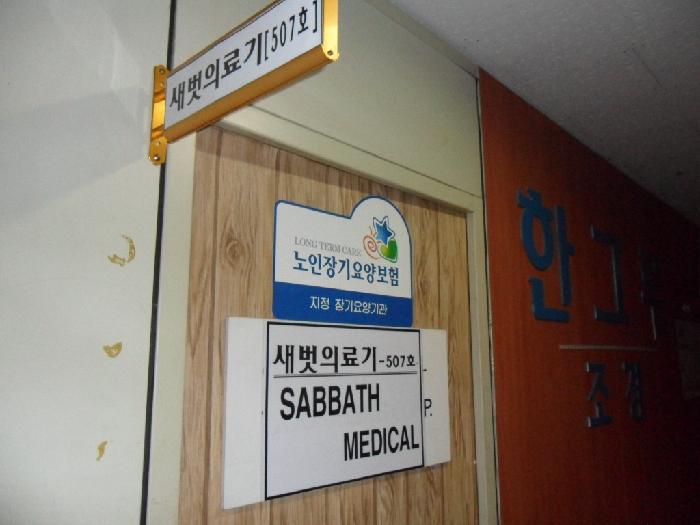 새벗의료기[507호]
LONG TERM CARE
노인장기요양보험
지정 장기요양기관
새벗의료기-507호
SABBATH
MEDICAL
P.
한그루
조경